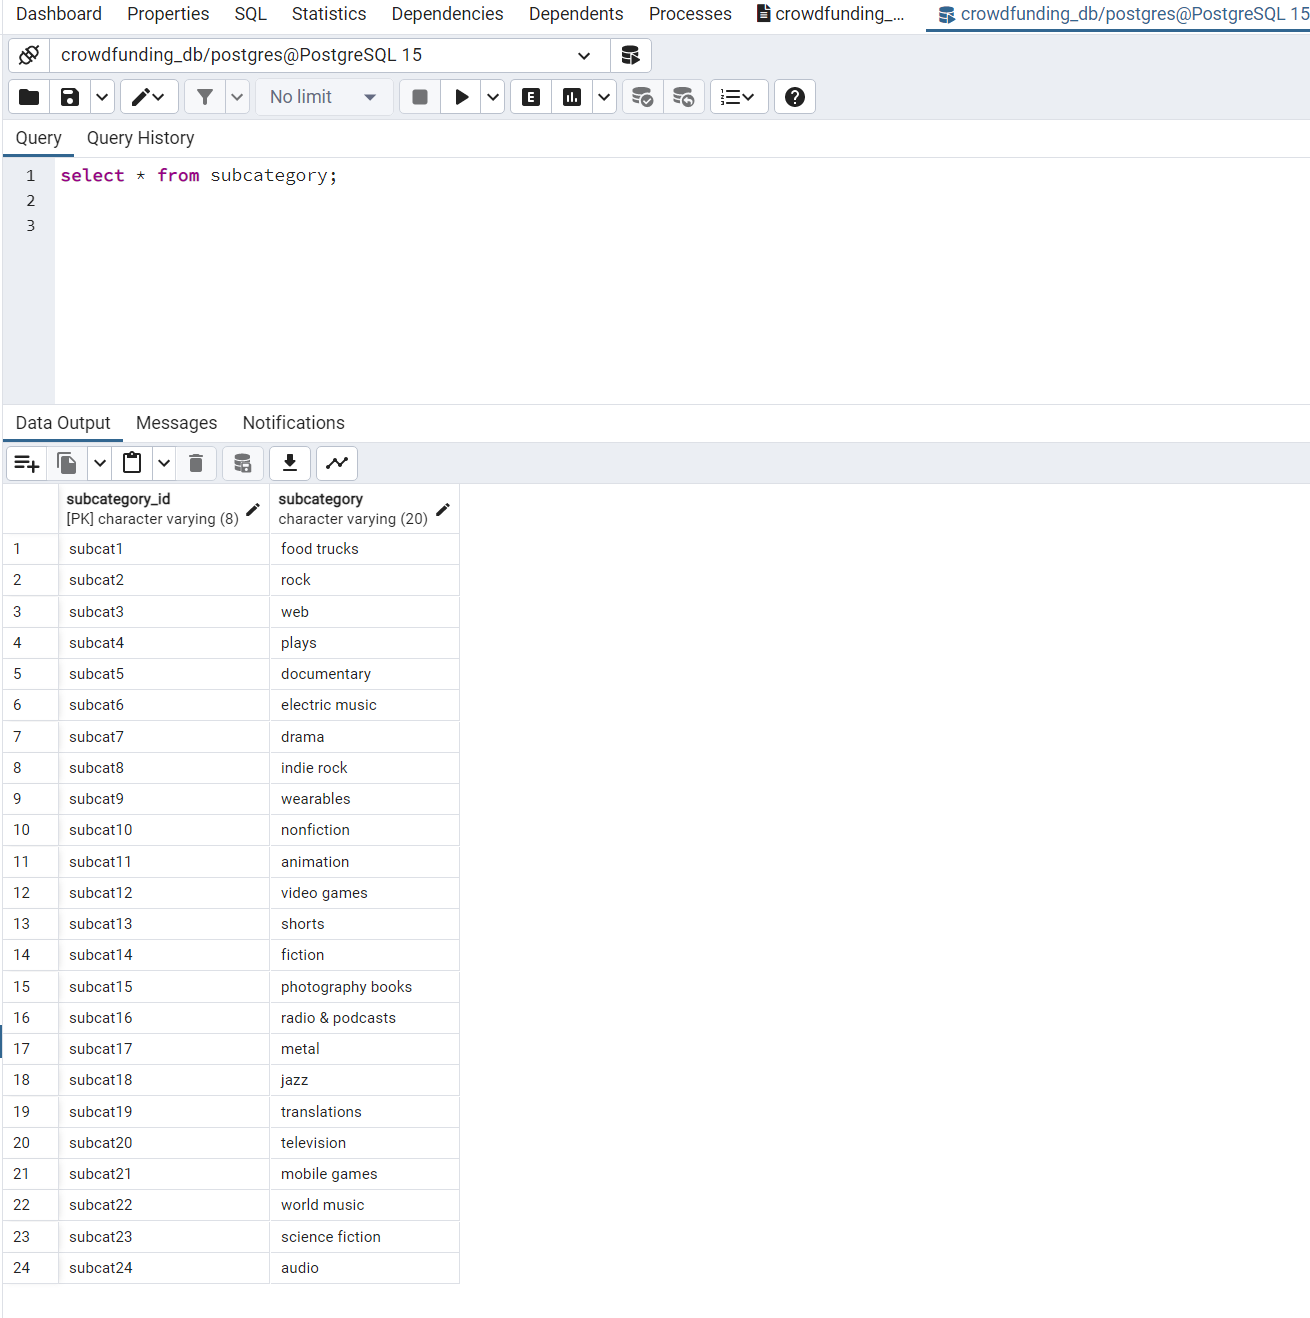 Dashboard Properties SQL Statistics Dependencies Dependents Processes crowdfunding_... crowdfunding_db/postgres@PostgreSQL 15
crowdfunding_db/postgres@PostgreSQL 15
No limit E
Query Query History
1 select * from subcategory;
2
3
Data Output Messages Notifications
subcategory_id subcategory
[PK] character varying (8) character varying (20)
1 subcat1 food trucks
2 subcat2 rock
3 subcat3 web
4 subcat4 plays
5 subcat5 documentary
6 subcat6 electric music
7 subcat7 drama
8 subcat8 indie rock
9 subcat9 wearables
10 subcat10 nonfiction
11 subcat11 animation
12 subcat12 video games
13 subcat13 shorts
14 subcat14 fiction
15 subcat15 photography books
16 subcat16 radio & podcasts
17 subcat17 metal
18 subcat18 jazz
19 subcat19 translations
20 subcat20 television
21 subcat21 mobile games
22 subcat22 world music
23 subcat23 science fiction
24 subcat24 audio